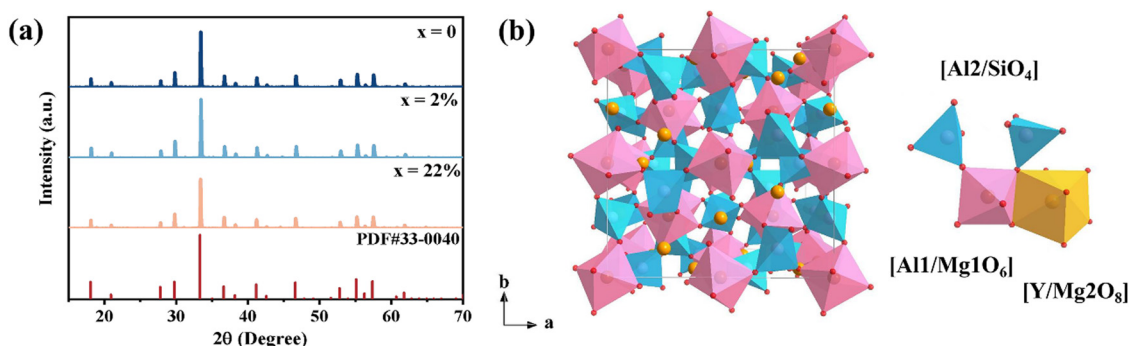 (a)
x = 0
x = 2%
x = 22%
PDF#33-0040
Intensity (a.u.)
20 30 40 50 60 70
2θ (Degree)
(b)
[Al2/SiO₄]
[Al1/Mg1O₆]
[Y/Mg2O₈]
b
a